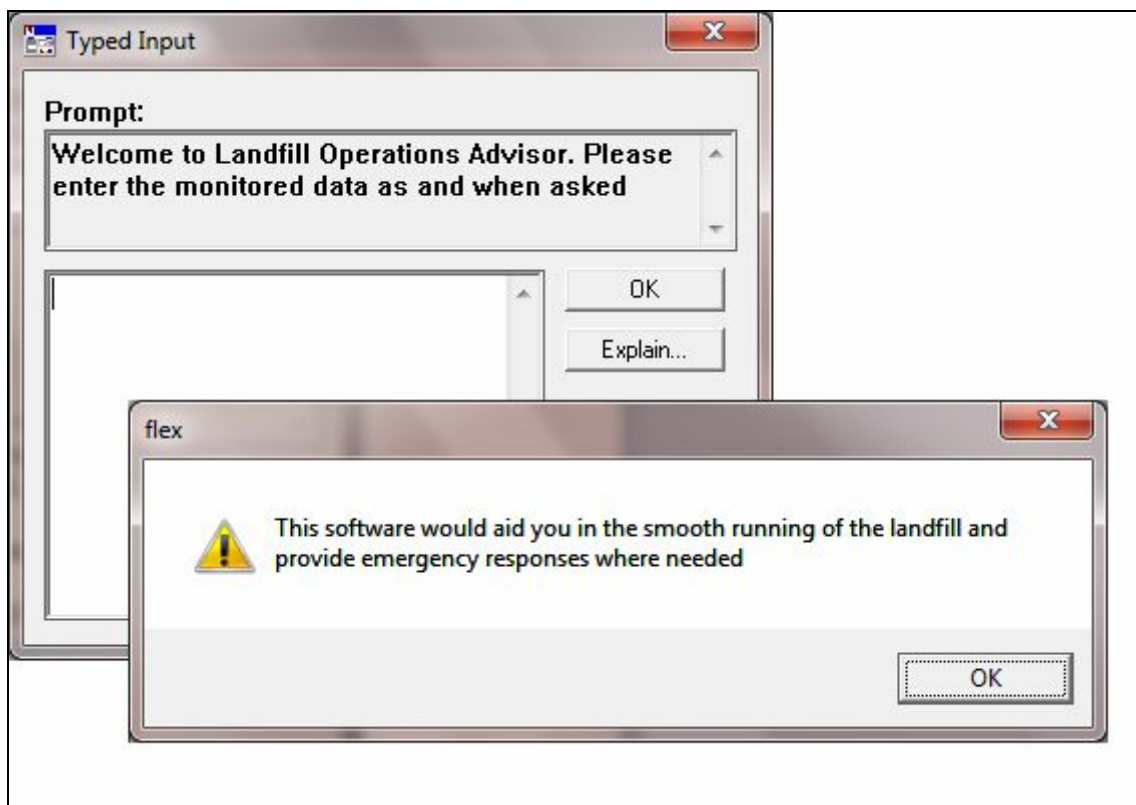 Typed Input
Prompt:
Welcome to Landfill Operations Advisor. Please
enter the monitored data as and when asked
OK
Explain...
flex
This software would aid you in the smooth running of the landfill and
provide emergency responses where needed
OK